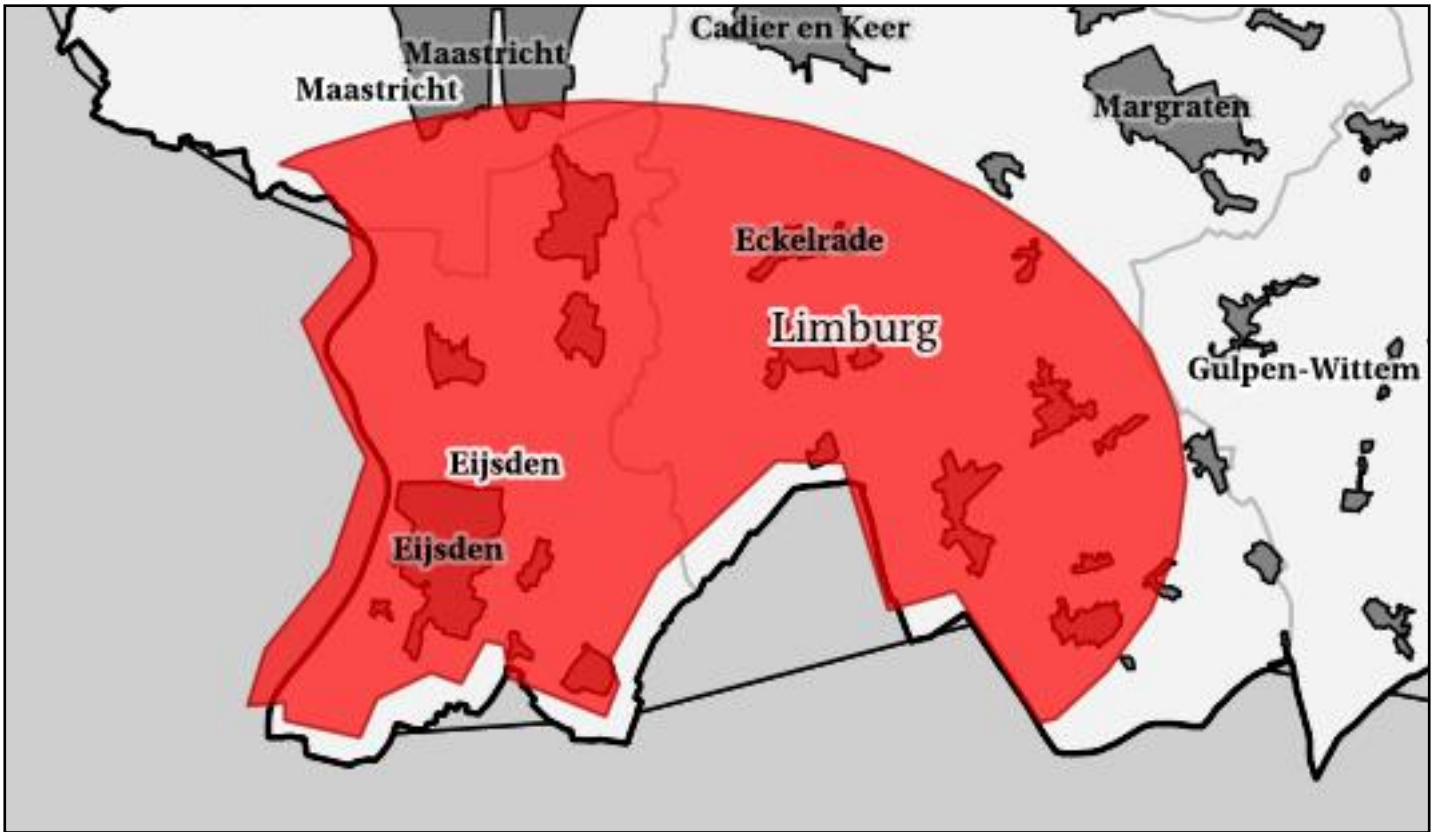 Cadier en Keer
Maastricht
Maastricht
Margraten
Eckelrade
Limburg
Gulpen-Wittem
Eijsden
Eijsden